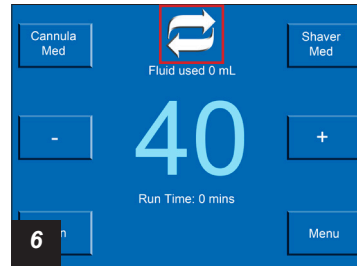 Cannula
Med
Shaver
Med
Fluid used 0 mL
-
40
+
Run Time: 0 mins
6
Menu